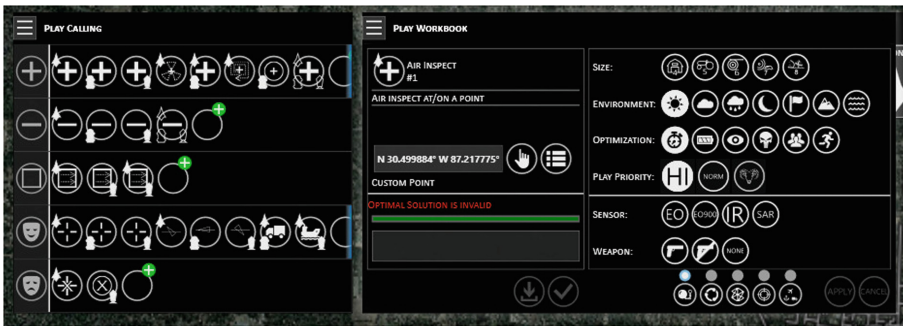 PLAY CALLING
PLAY WORKBOOK
AIR INSPECT
#1
AIR INSPECT AT/ON A POINT
N 30.499884° W 87.217775°
CUSTOM POINT
OPTIMAL SOLUTION IS INVALID
SIZE:
ENVIRONMENT:
OPTIMIZATION:
PLAY PRIORITY:
HI
NORM
SENSOR:
EO
EO900
IR
SAR
WEAPON:
NONE
APPLY
CANCEL